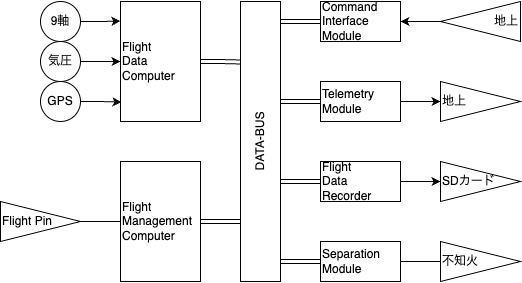 9軸
気圧
GPS
Flight
Data
Computer
Flight Pin
Flight
Management
Computer
DATA-BUS
Command
Interface
Module
地上
Telemetry
Module
地上
Flight
Data
Recorder
SDカード
Separation
Module
不知火